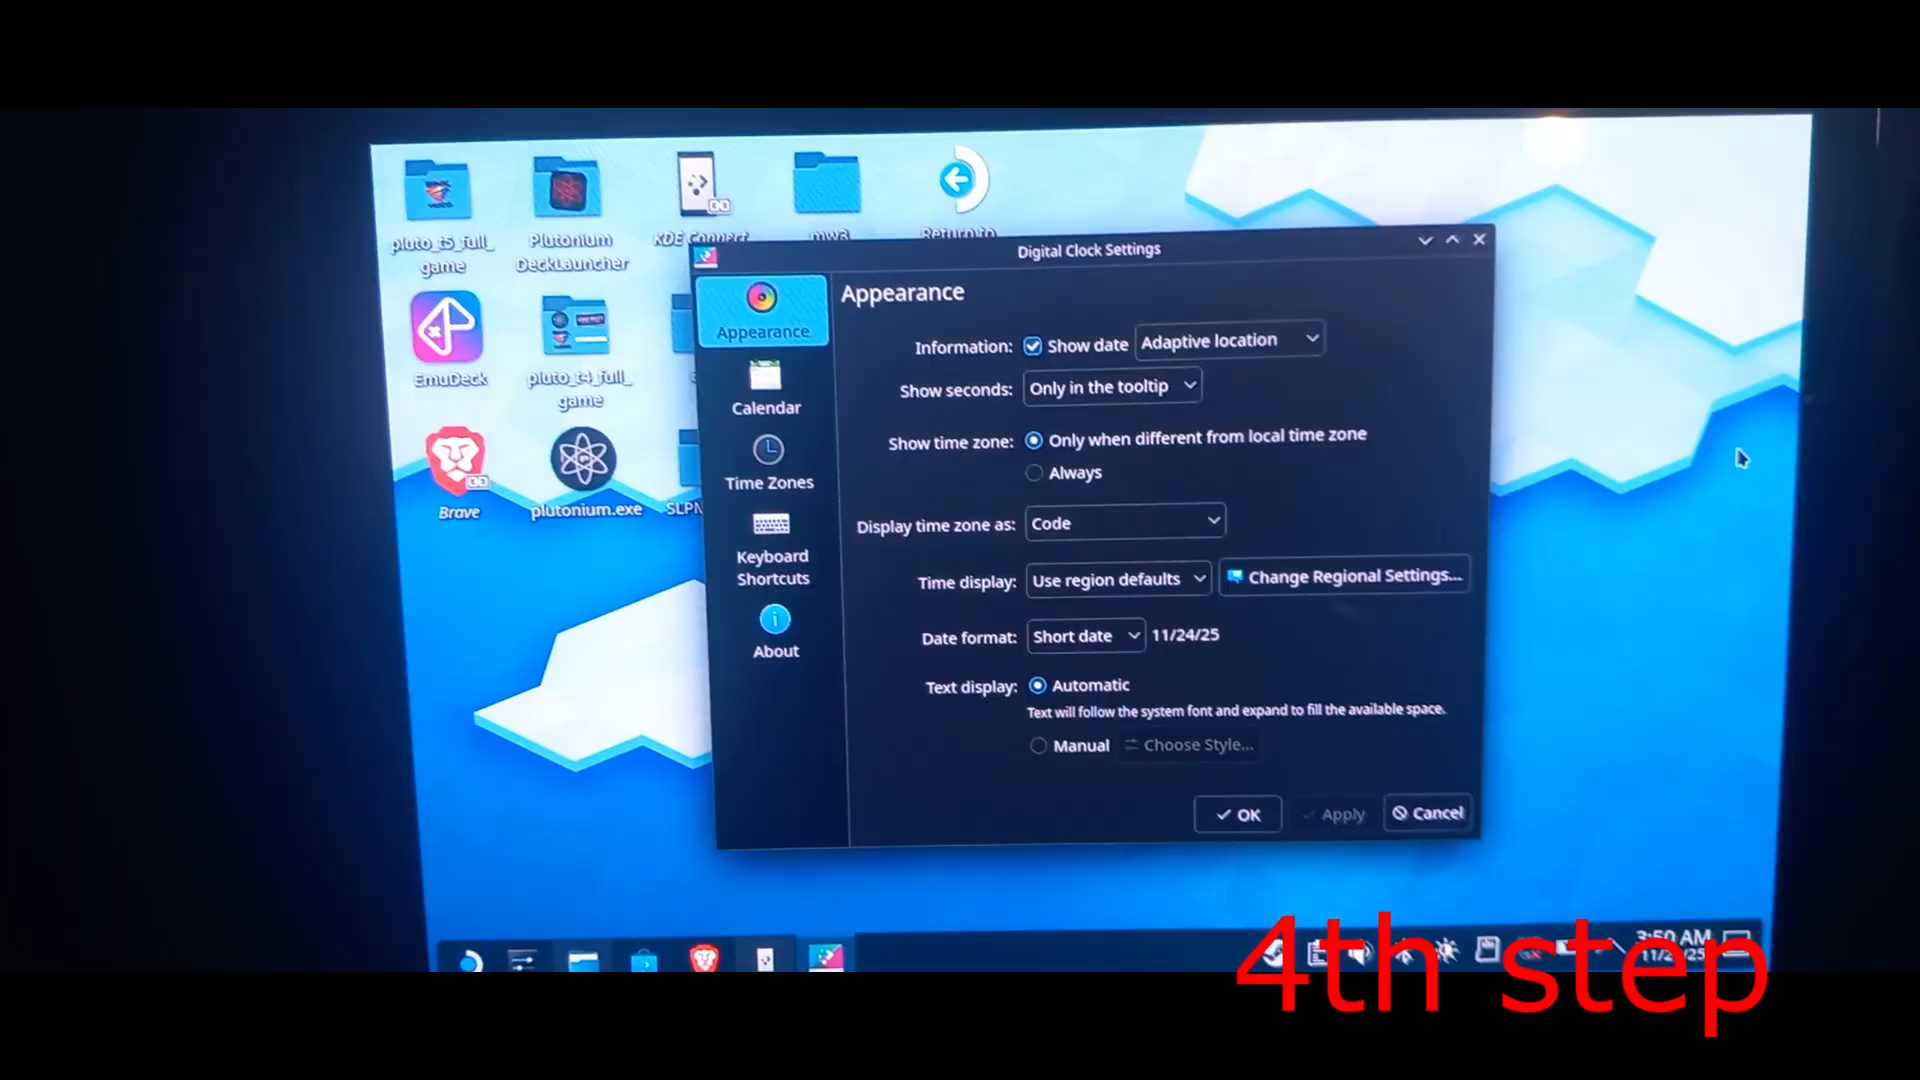 pluto_t5_full_
game
Plutonium
DeckLauncher
KDE Connect
mw3
Return to
EmuDeck
pluto_t4_full_
game
Brave
plutonium.exe
SLPN
Digital Clock Settings
Appearance
Calendar
Time Zones
Keyboard
Shortcuts
About
Appearance
Information: Show date Adaptive location
Show seconds: Only in the tooltip
Show time zone: Only when different from local time zone
Always
Display time zone as: Code
Time display: Use region defaults Change Regional Settings...
Date format: Short date 11/24/25
Text display: Automatic
Text will follow the system font and expand to fill the available space.
Manual Choose Style...
OK Apply Cancel
3:50 AM
4th step